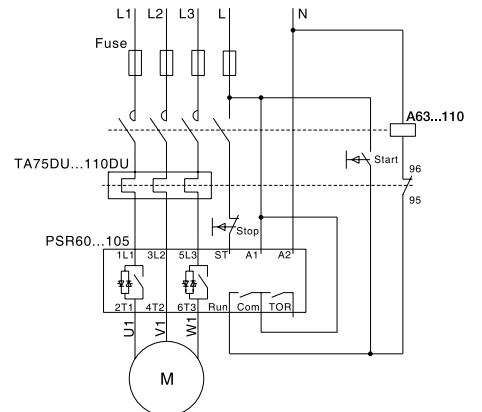 L1 L2 L3 L N
Fuse
A63...110
Start
TA75DU...110DU
96
95
Stop
PSR60...105
1L1 3L2 5L3 ST A1 A2
2T1 4T2 6T3 Run Com TOR
U1 V1 W1
M